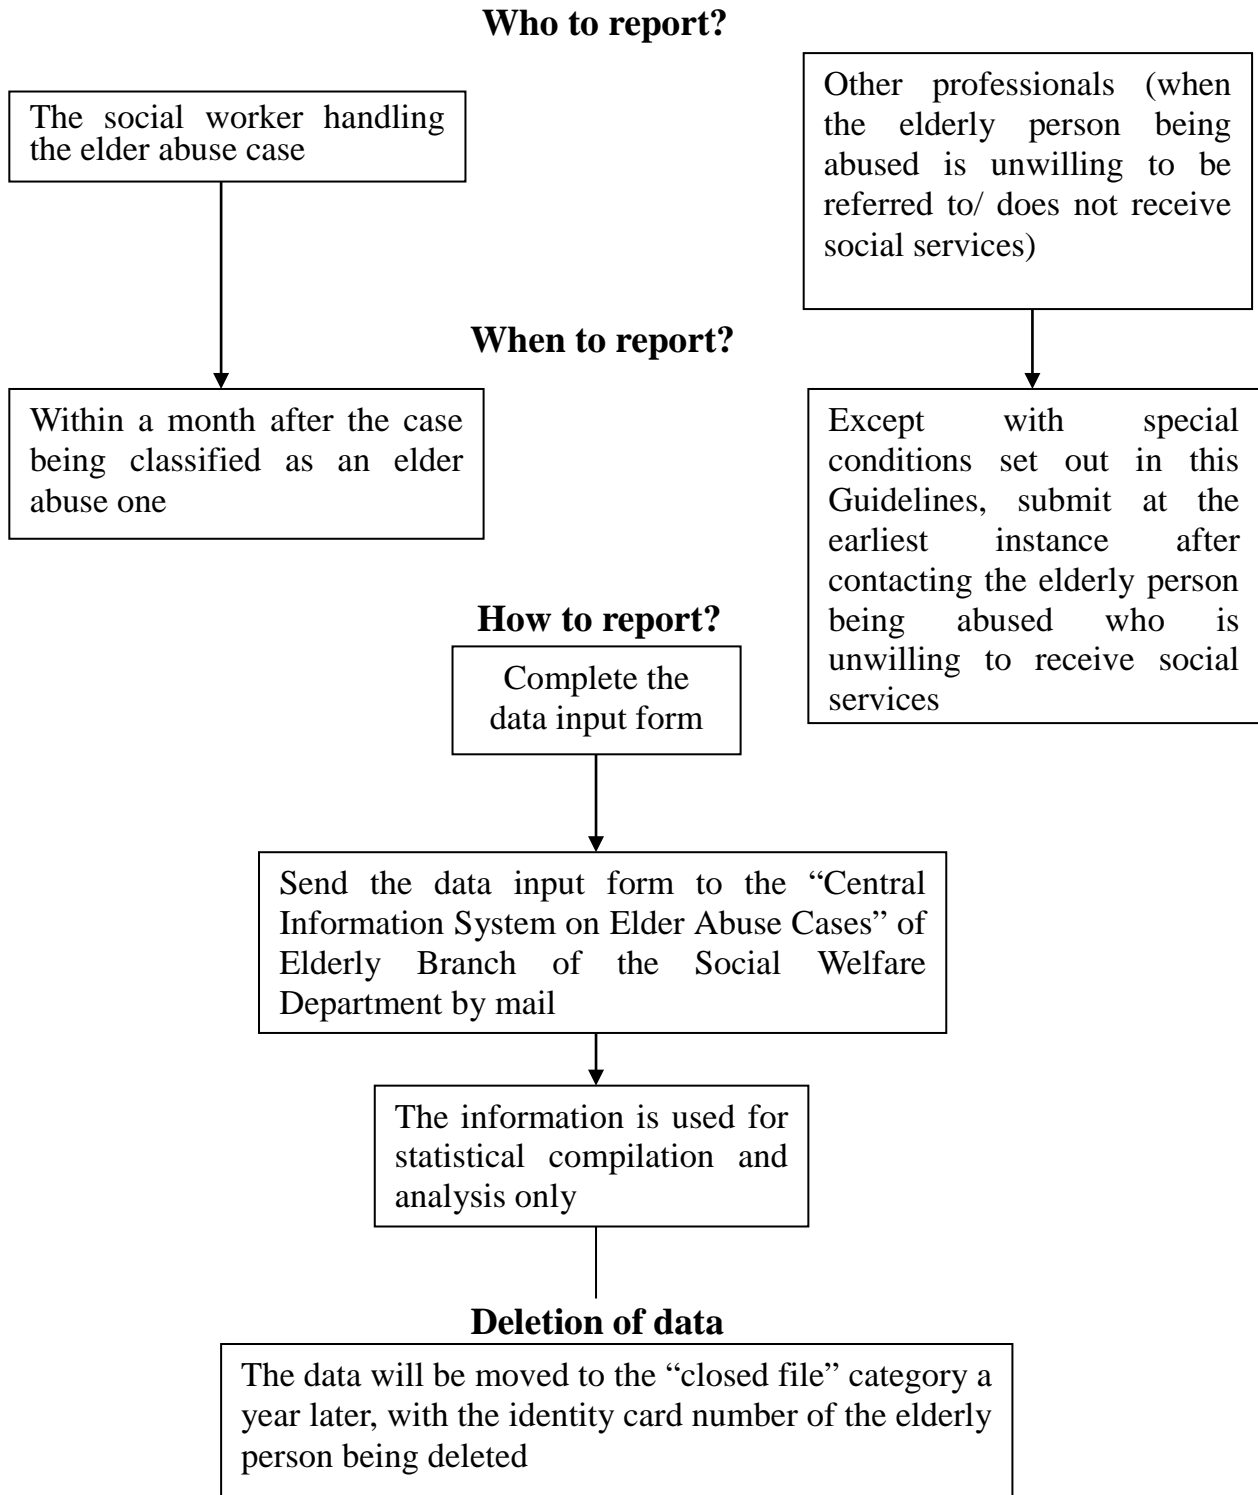 Who to report?
The social worker handling
the elder abuse case
Other professionals (when
the elderly person being
abused is unwilling to be
referred to/ does not receive
social services)
When to report?
Within a month after the case
being classified as an elder
abuse one
Except with special
conditions set out in this
Guidelines, submit at the
earliest instance after
contacting the elderly person
being abused who is
unwilling to receive social
services
How to report?
Complete the
data input form
Send the data input form to the “Central
Information System on Elder Abuse Cases” of
Elderly Branch of the Social Welfare
Department by mail
The information is used for
statistical compilation and
analysis only
Deletion of data
The data will be moved to the “closed file” category a
year later, with the identity card number of the elderly
person being deleted